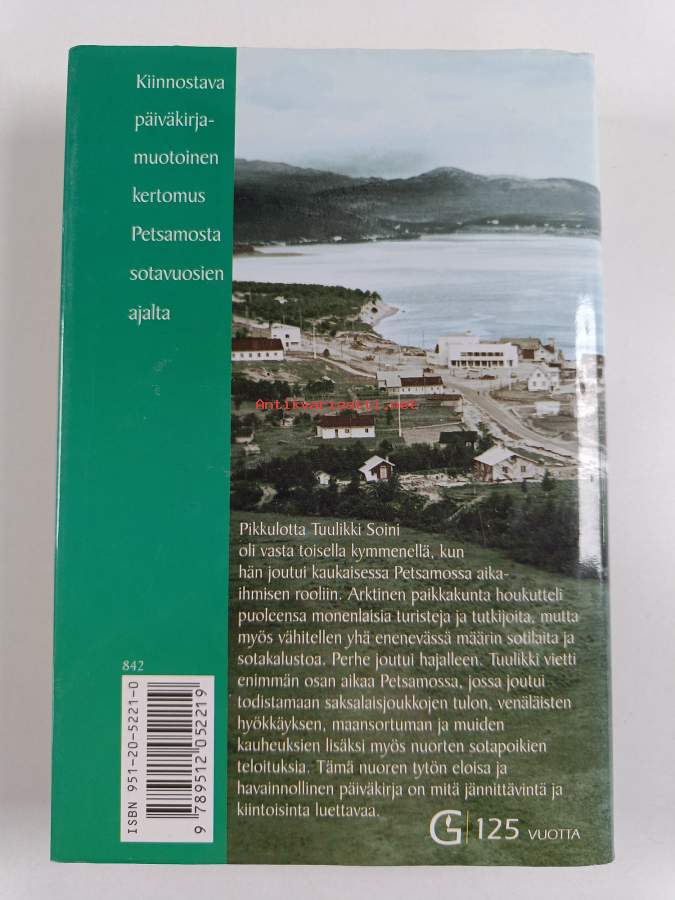 Kiinnostava
päiväkirja-
muotoinen
kertomus
Petsamosta
sotavuosien
ajalta
Antikvariaatti.net
Pikkulotta Tuulikki Soini
oli vasta toisella kymmenellä, kun
hän joutui kaukaisessa Petsamossa aika-
ihmisen rooliin. Arktinen paikkakunta houkutteli
puoleensa monenlaisia turisteja ja tutkijoita, mutta
myös vähitellen yhä enenevässä määrin sotilaita ja
sotakalustoa. Perhe joutui hajalleen. Tuulikki vietti
enimmän osan aikaa Petsamossa, jossa joutui
todistamaan saksalaisjoukkojen tulon, venäläisten
hyökkäyksen, maansortuman ja muiden
kauheuksien lisäksi myös nuorten sotapoikien
teloituksia. Tämä nuoren tytön eloisa ja
havainnollinen päiväkirja on mitä jännittävintä ja
kiintoisinta luettavaa.
842
ISBN 951-20-5221-0
9 789512 052219
G 125 VUOTTA